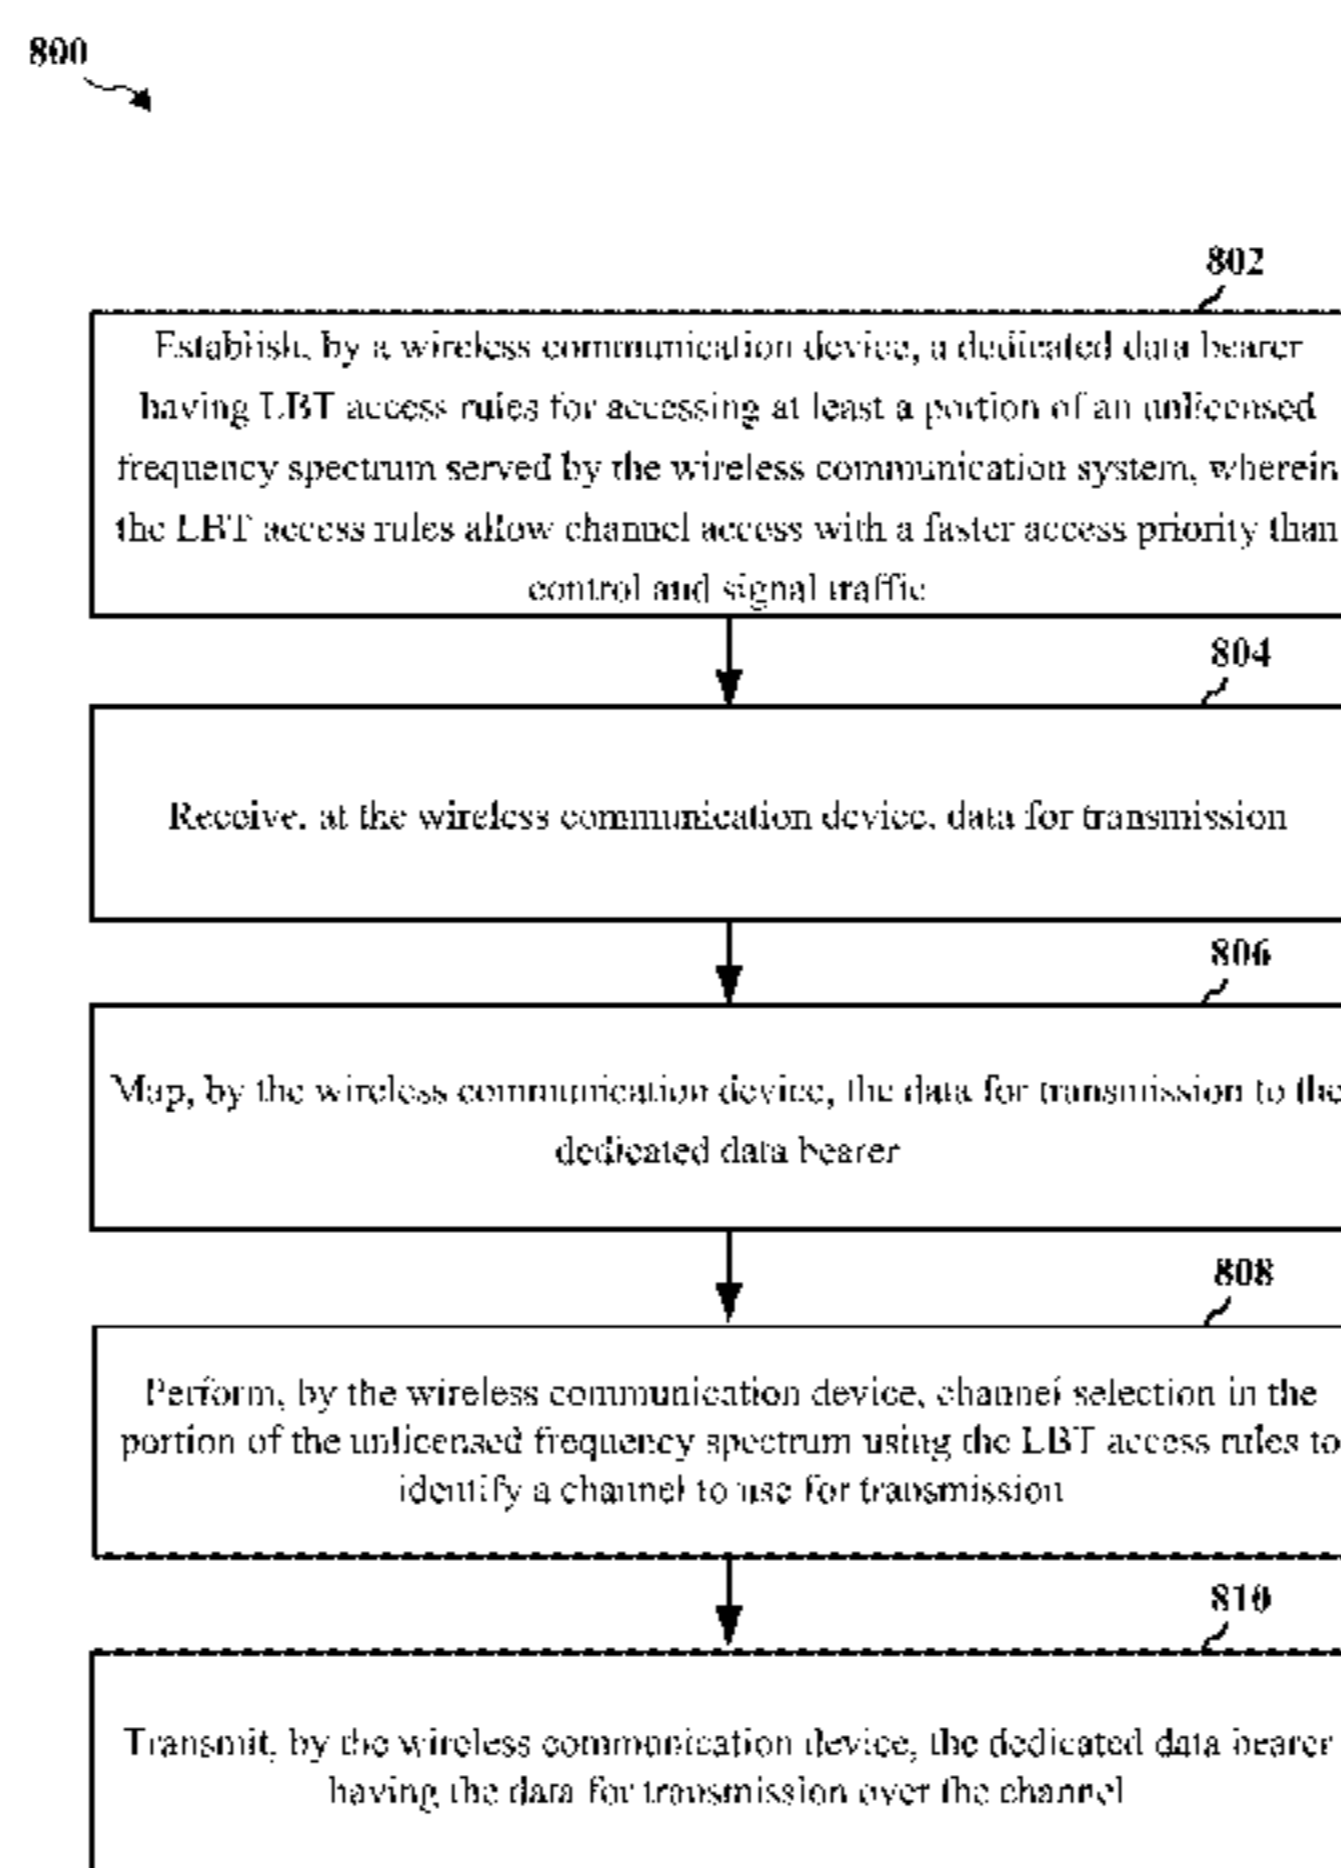 800
802
Establish, by a wireless communication device, a dedicated data bearer
having LBT access rules for accessing at least a portion of an unlicensed
frequency spectrum served by the wireless communication system, wherein
the LBT access rules allow channel access with a faster access priority than
control and signal traffic
804
Receive, at the wireless communication device, data for transmission
806
Map, by the wireless communication device, the data for transmission to the
dedicated data bearer
808
Perform, by the wireless communication device, channel selection in the
portion of the unlicensed frequency spectrum using the LBT access rules to
identify a channel to use for transmission
810
Transmit, by the wireless communication device, the dedicated data bearer
having the data for transmission over the channel